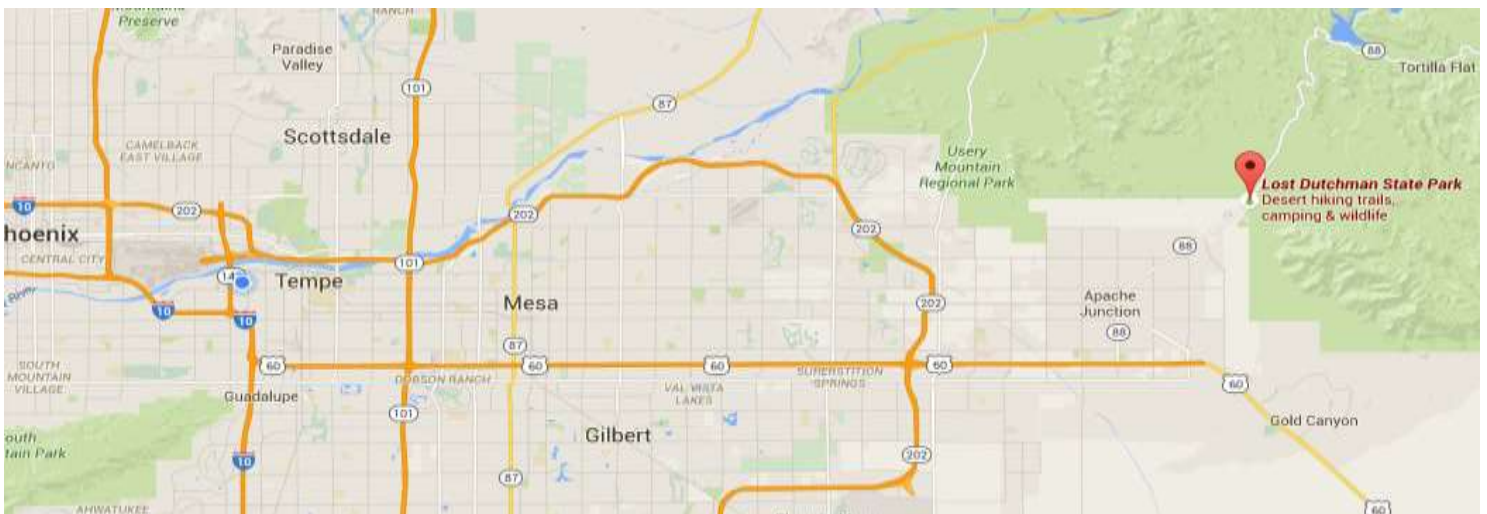 Preserve
RANCH
Paradise
Valley
88
Tortilla Flat
101
87
Scottsdale
CAMELBACK
EAST VILLAGE
NCANTO
Usery
Mountain
Regional Park
Lost Dutchman State Park
Desert hiking trails,
camping & wildlife
10
202
202
202
hoenix
88
CENTRAL CITY
101
14
Tempe
Mesa
202
Apache
Junction
88
10
10
River
87
60
60
60
60
SOUTH
MOUNTAIN
VILLAGE
DOBSON RANCH
VAL VISTA
LAKES
SUPERSTITION
SPRINGS
60
Guadalupe
101
Gold Canyon
Gilbert
outh
tain Park
10
202
87
60
AHWATUKEE